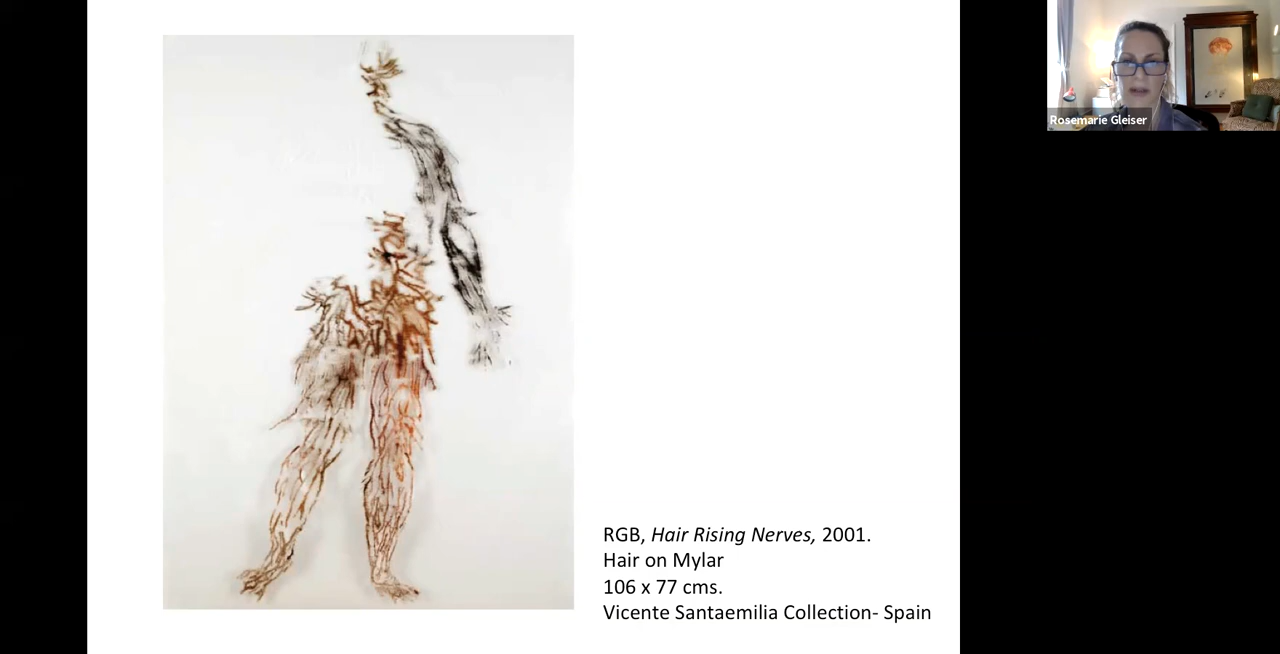 Rosemarie Gleiser
RGB, Hair Rising Nerves, 2001.
Hair on Mylar
106 x 77 cms.
Vicente Santaemilia Collection- Spain